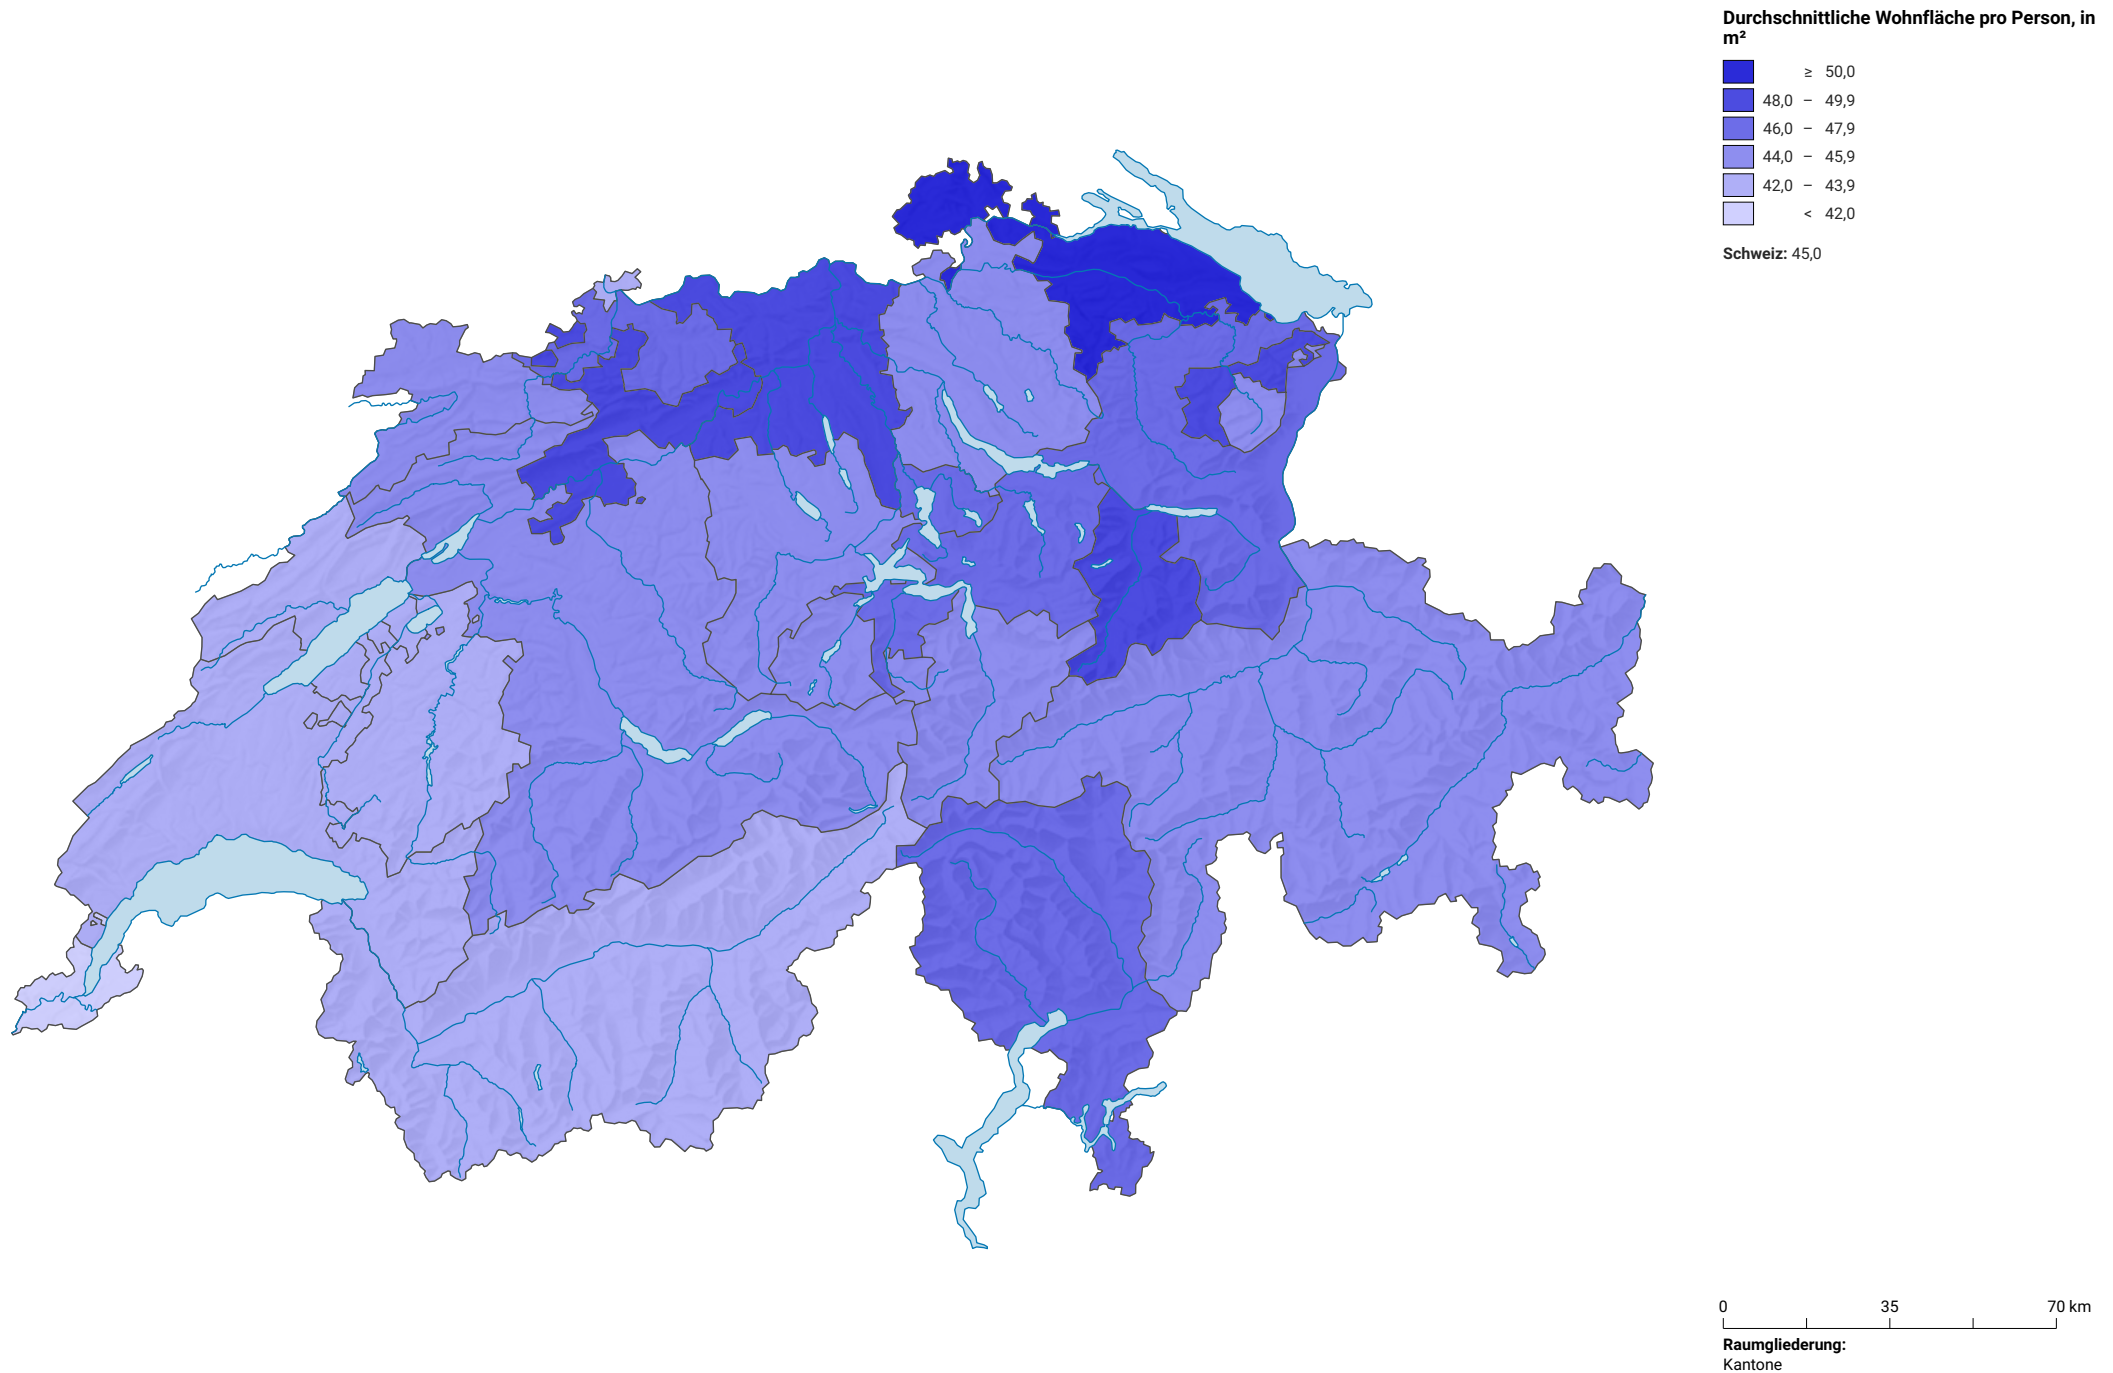 Durchschnittliche Wohnfläche pro Person, in
m²
≥ 50,0
48,0 – 49,9
46,0 – 47,9
44,0 – 45,9
42,0 – 43,9
< 42,0
Schweiz: 45,0
0 35 70 km
Raumgliederung:
Kantone